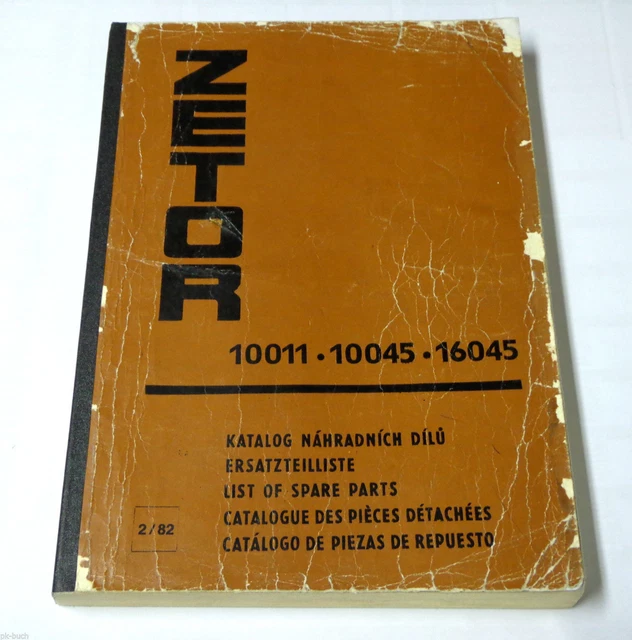 ZETOR
10011 • 10045 • 16045
KATALOG NÁHRADNÍCH DÍLŮ
ERSATZTEILLISTE
LIST OF SPARE PARTS
CATALOGUE DES PIÈCES DÉTACHÉES
CATÁLOGO DE PIEZAS DE REPUESTO
2/82
pk-buch